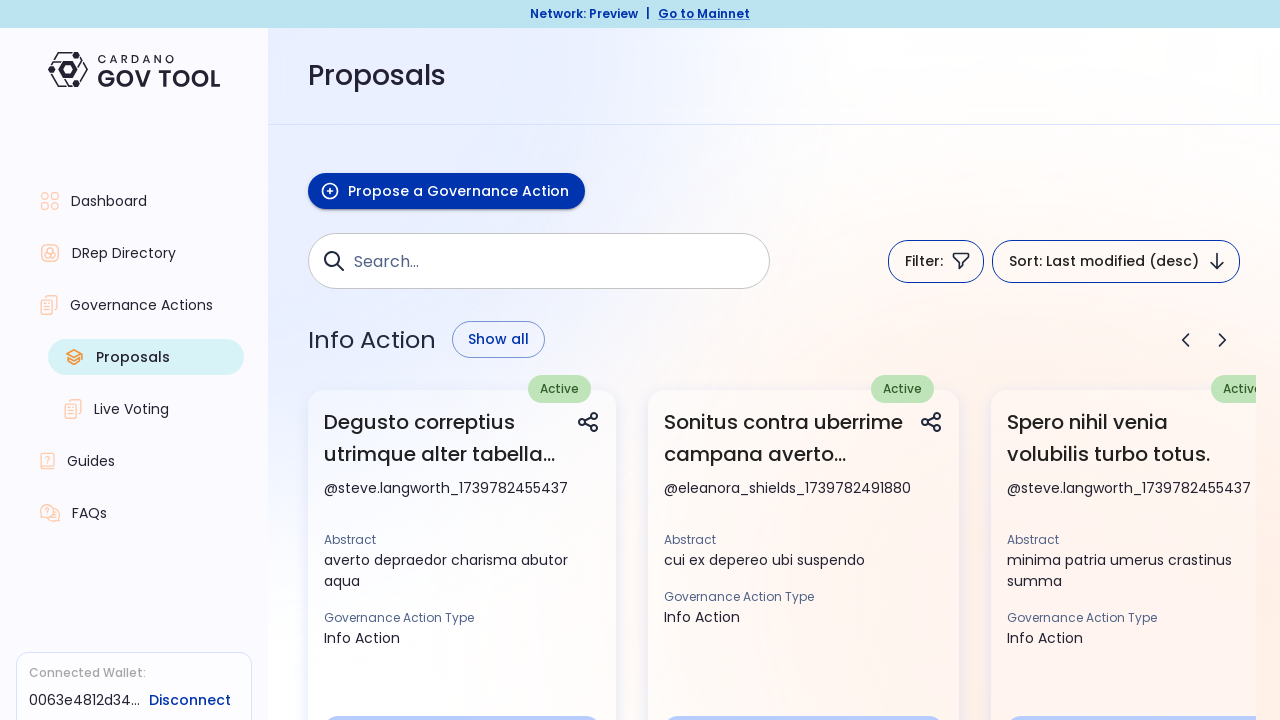 Network: Preview | Go to Mainnet
CARDANO
GOV TOOL
Proposals
Dashboard
DRep Directory
Governance Actions
Proposals
Live Voting
Guides
FAQs
Connected Wallet:
0063e4812d34... Disconnect
Propose a Governance Action
Search...
Filter:
Sort: Last modified (desc)
Info Action
Show all
Active
Degusto correptius
utrimque alter tabella...
@steve.langworth_1739782455437
Abstract
averto depraedor charisma abutor
aqua
Governance Action Type
Info Action
Active
Sonitus contra uberrime
campana averto...
@eleanora_shields_1739782491880
Abstract
cui ex depereo ubi suspendo
Governance Action Type
Info Action
Active
Spero nihil venia
volubilis turbo totus.
@steve.langworth_1739782455437
Abstract
minima patria umerus crastinus
summa
Governance Action Type
Info Action